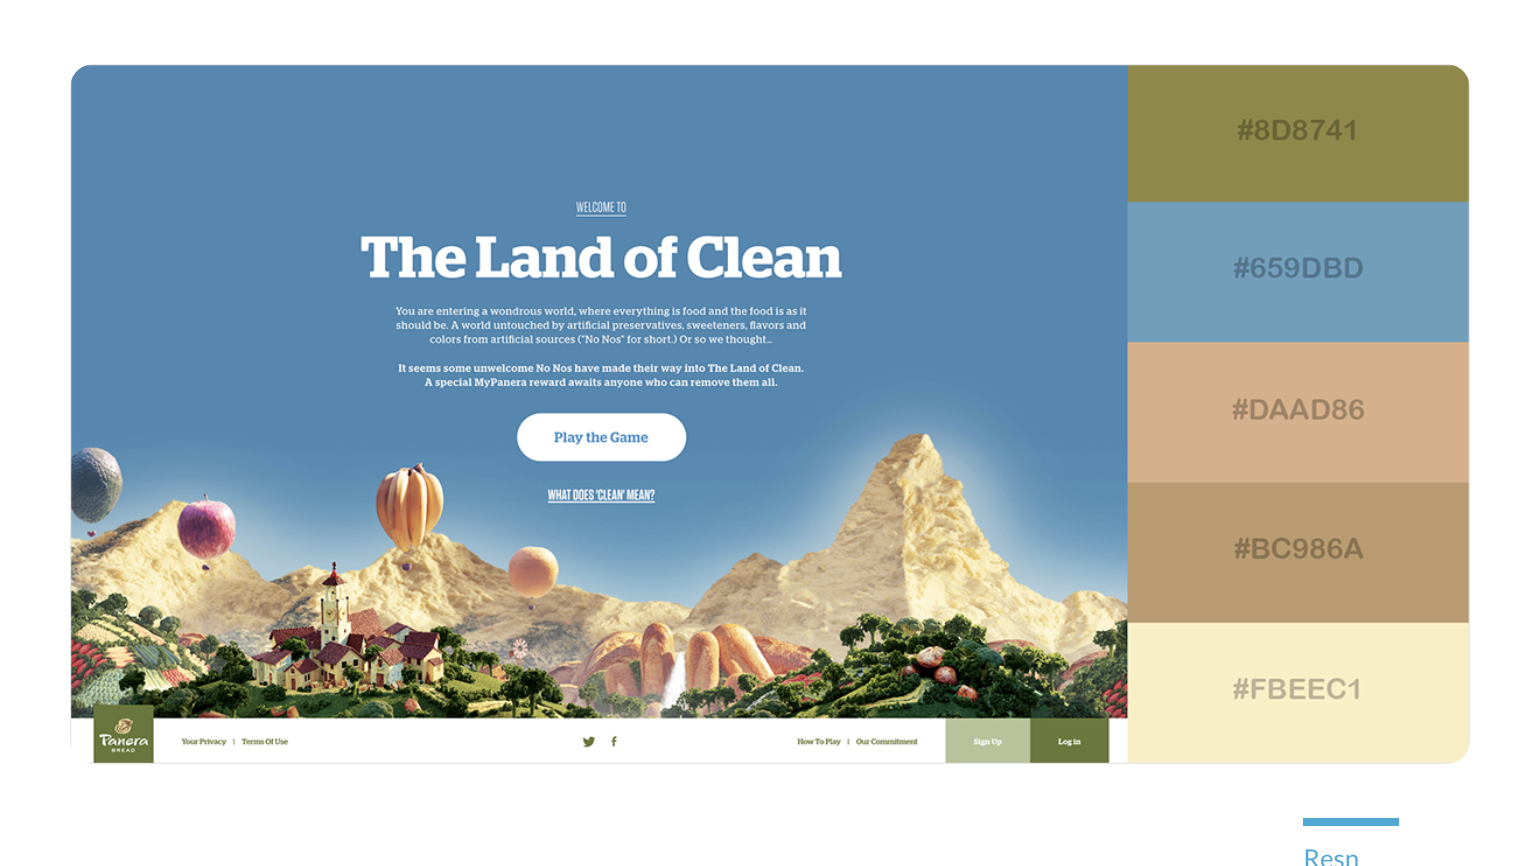 WELCOME TO
The Land of Clean
You are entering a wondrous world, where everything is food and the food is as it
should be. A world untouched by artificial preservatives, sweeteners, flavors and
colors from artificial sources ("No Nos" for short.) Or so we thought...
It seems some unwelcome No Nos have made their way into The Land of Clean.
A special MyPanera reward awaits anyone who can remove them all.
Play the Game
WHAT DOES 'CLEAN' MEAN?
Panera
BREAD
Your Privacy | Terms Of Use
How To Play | Our Commitment
Sign Up
Log in
#8D8741
#659DBD
#DAAD86
#BC986A
#FBEEC1
Resn